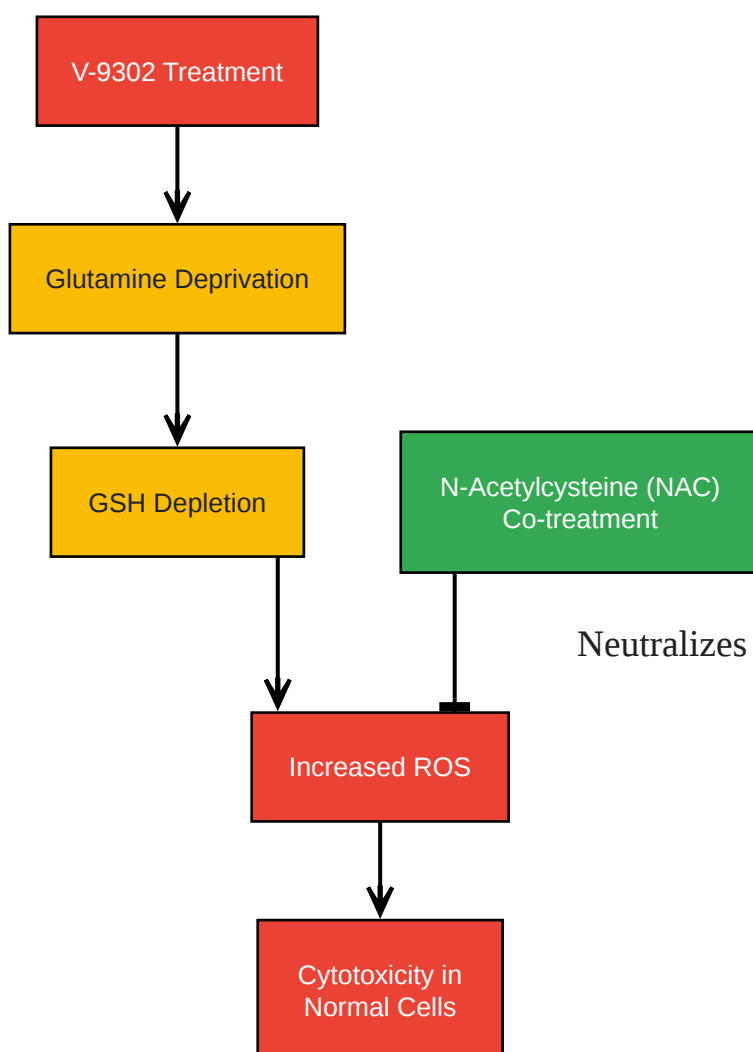 V-9302 Treatment
Glutamine Deprivation
GSH Depletion
N-Acetylcysteine (NAC)
Co-treatment
Neutralizes
Increased ROS
Cytotoxicity in
Normal Cells